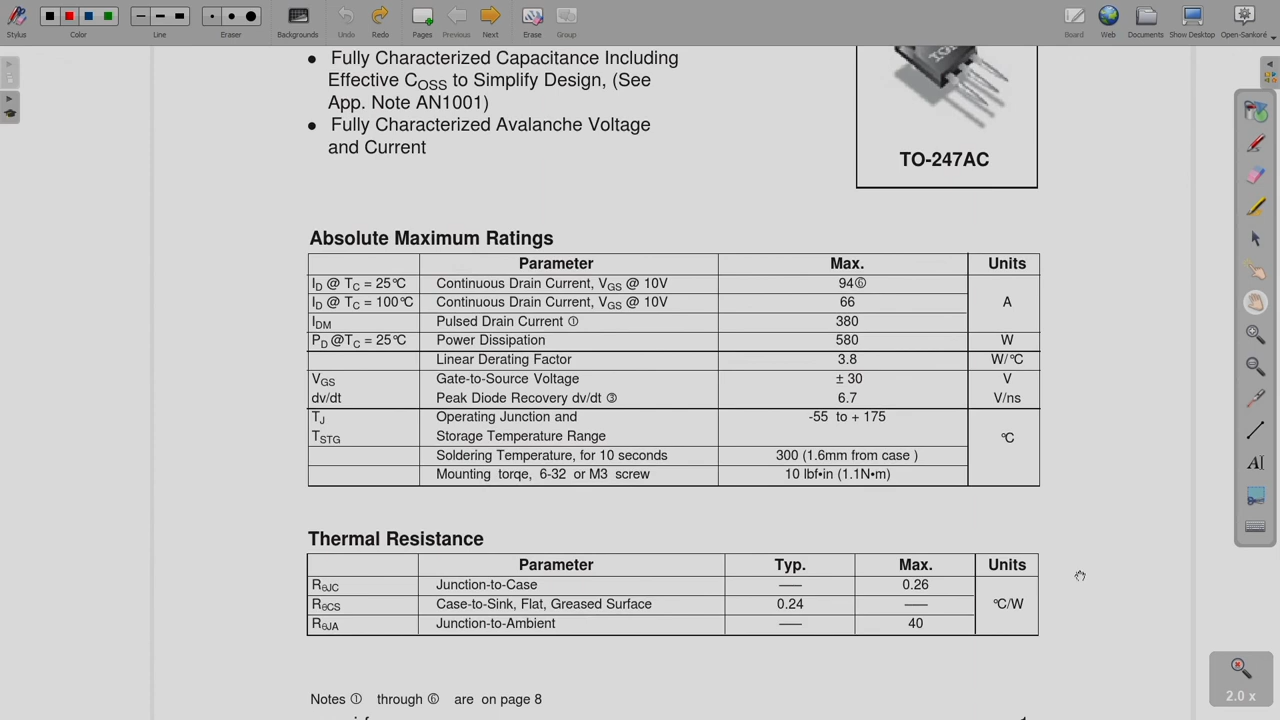 Stylus Color Line Eraser Backgrounds Undo Redo Pages Previous Next Erase Group Board Web Documents Show Desktop Open-Sankoré
● Fully Characterized Capacitance Including
Effective COSS to Simplify Design, (See
App. Note AN1001)
● Fully Characterized Avalanche Voltage
and Current
TO-247AC
Absolute Maximum Ratings
Parameter Max. Units
ID @ TC = 25°C Continuous Drain Current, VGS @ 10V 94⑥
ID @ TC = 100°C Continuous Drain Current, VGS @ 10V 66 A
IDM Pulsed Drain Current ① 380
PD @TC = 25°C Power Dissipation 580 W
Linear Derating Factor 3.8 W/°C
VGS Gate-to-Source Voltage ± 30 V
dv/dt Peak Diode Recovery dv/dt ③ 6.7 V/ns
TJ Operating Junction and -55 to + 175
TSTG Storage Temperature Range °C
Soldering Temperature, for 10 seconds 300 (1.6mm from case )
Mounting torqe, 6-32 or M3 screw 10 lbf•in (1.1N•m)
Thermal Resistance
Parameter Typ. Max. Units
RθJC Junction-to-Case –– 0.26
RθCS Case-to-Sink, Flat, Greased Surface 0.24 –– °C/W
RθJA Junction-to-Ambient –– 40
Notes ① through ⑥ are on page 8
2.0 x